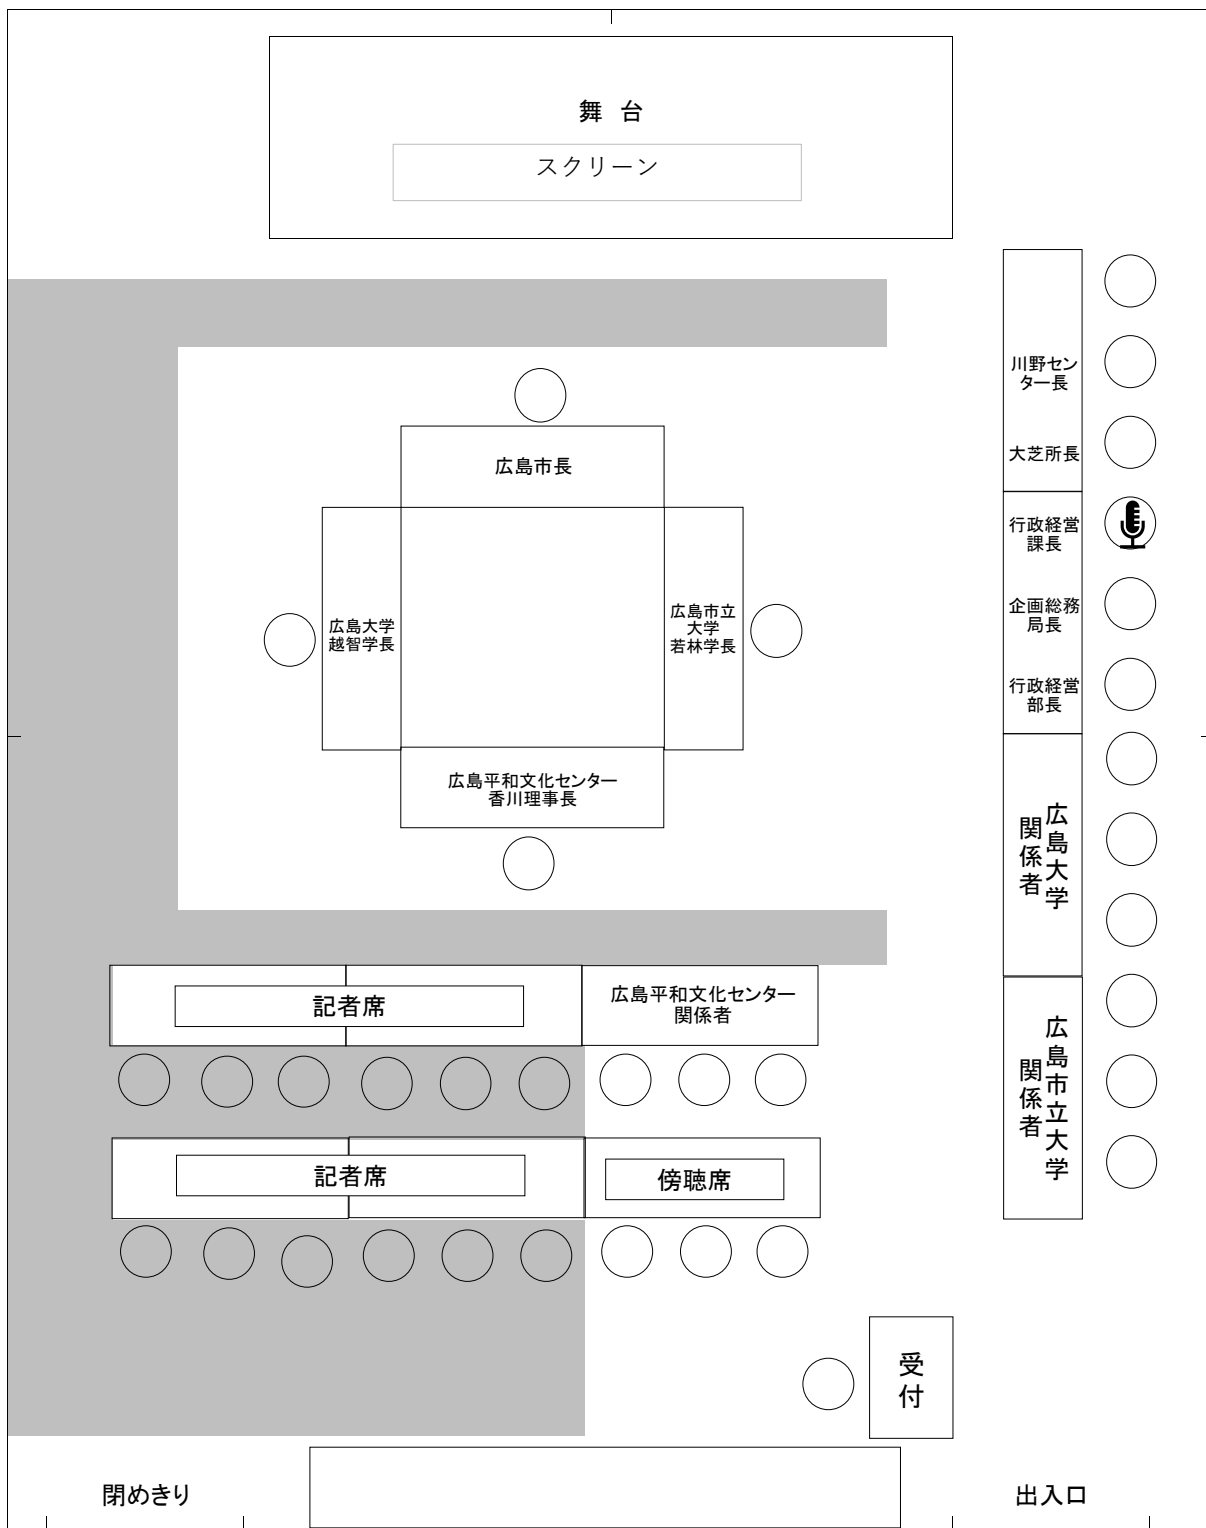 舞 台
スクリーン
川野セン
ター長
大芝所長
行政経営
課長
企画総務
局長
行政経営
部長
広島大学
関係者
広島市立大学
関係者
広島市長
広島大学
越智学長
広島市立
大学
若林学長
広島平和文化センター
香川理事長
記者席
広島平和文化センター
関係者
記者席
傍聴席
受付
閉めきり
出入口